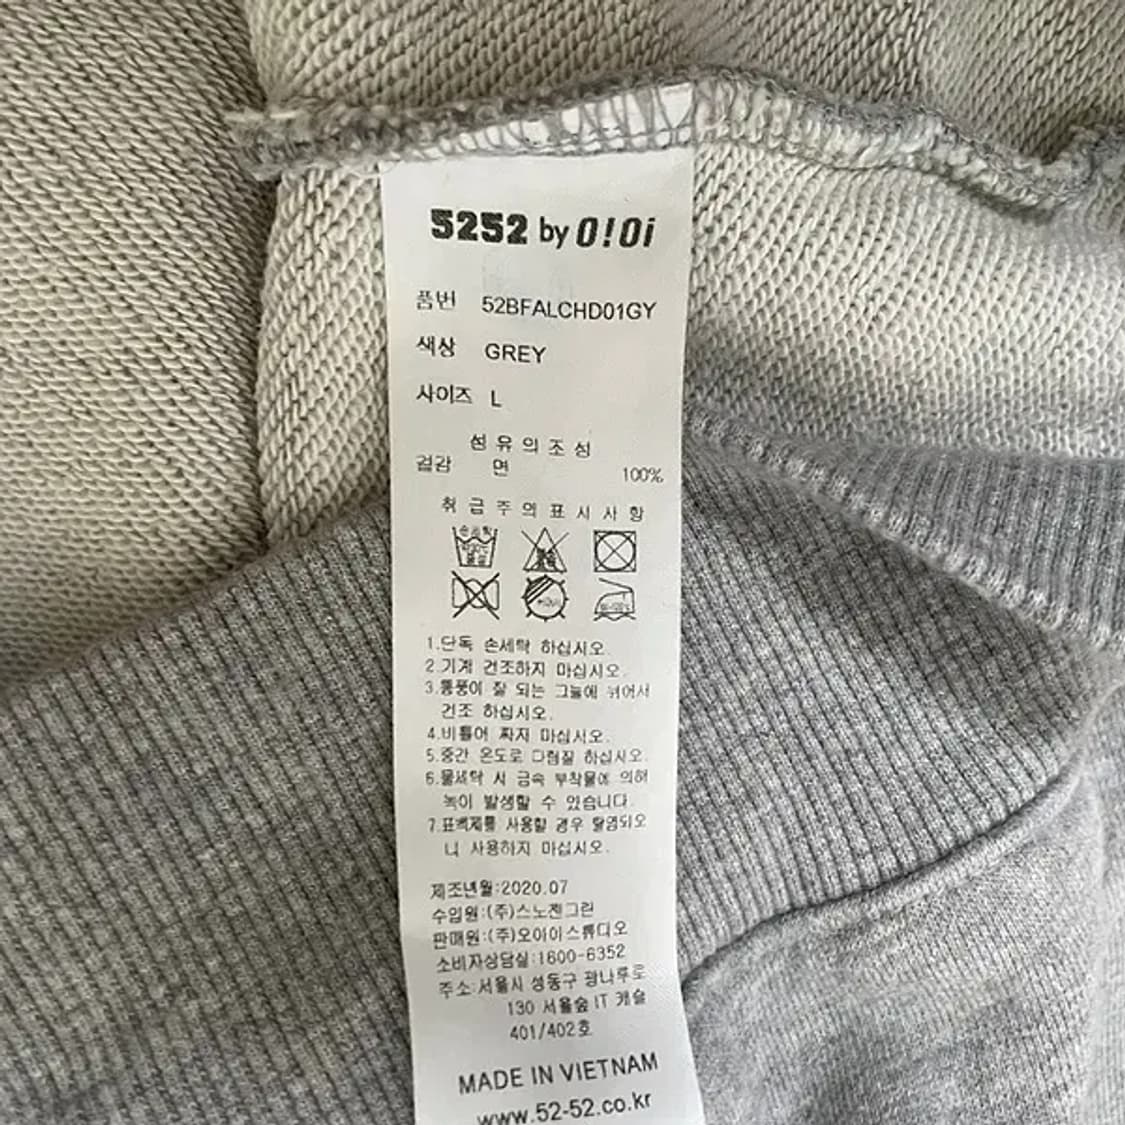 5252 by O!Oi
품번 52BFALCHD01GY
색상 GREY
사이즈 L
섬유의조성
겉감 면 100%
취급주의표시사항
1.단독 손세탁 하십시오.
2.기계 건조하지 마십시오.
3.통풍이 잘 되는 그늘에 뉘어서
건조 하십시오.
4.비틀어 짜지 마십시오.
5.중간 온도로 다림질 하십시오.
6.물세탁 시 금속 부착물에 의해
녹이 발생할 수 있습니다.
7.표백제를 사용할 경우 탈염되오
니 사용하지 마십시오.
제조년월:2020.07
수입원:(주)스노젠그린
판매원:(주)오아이스튜디오
소비자상담실:1600-6352
주소:서울시 성동구 광나루로
130 서울숲 IT 캐슬
401/402호
MADE IN VIETNAM
www.52-52.co.kr